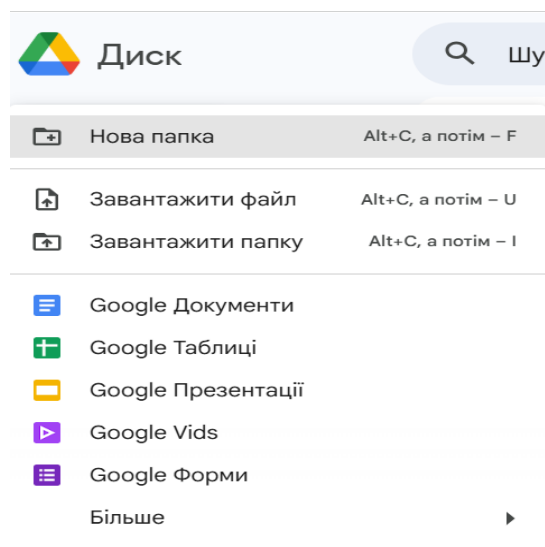 Диск
Шу
Нова папка Alt+C, а потім – F
Завантажити файл Alt+C, а потім – U
Завантажити папку Alt+C, а потім – I
Google Документи
Google Таблиці
Google Презентації
Google Vids
Google Форми
Більше